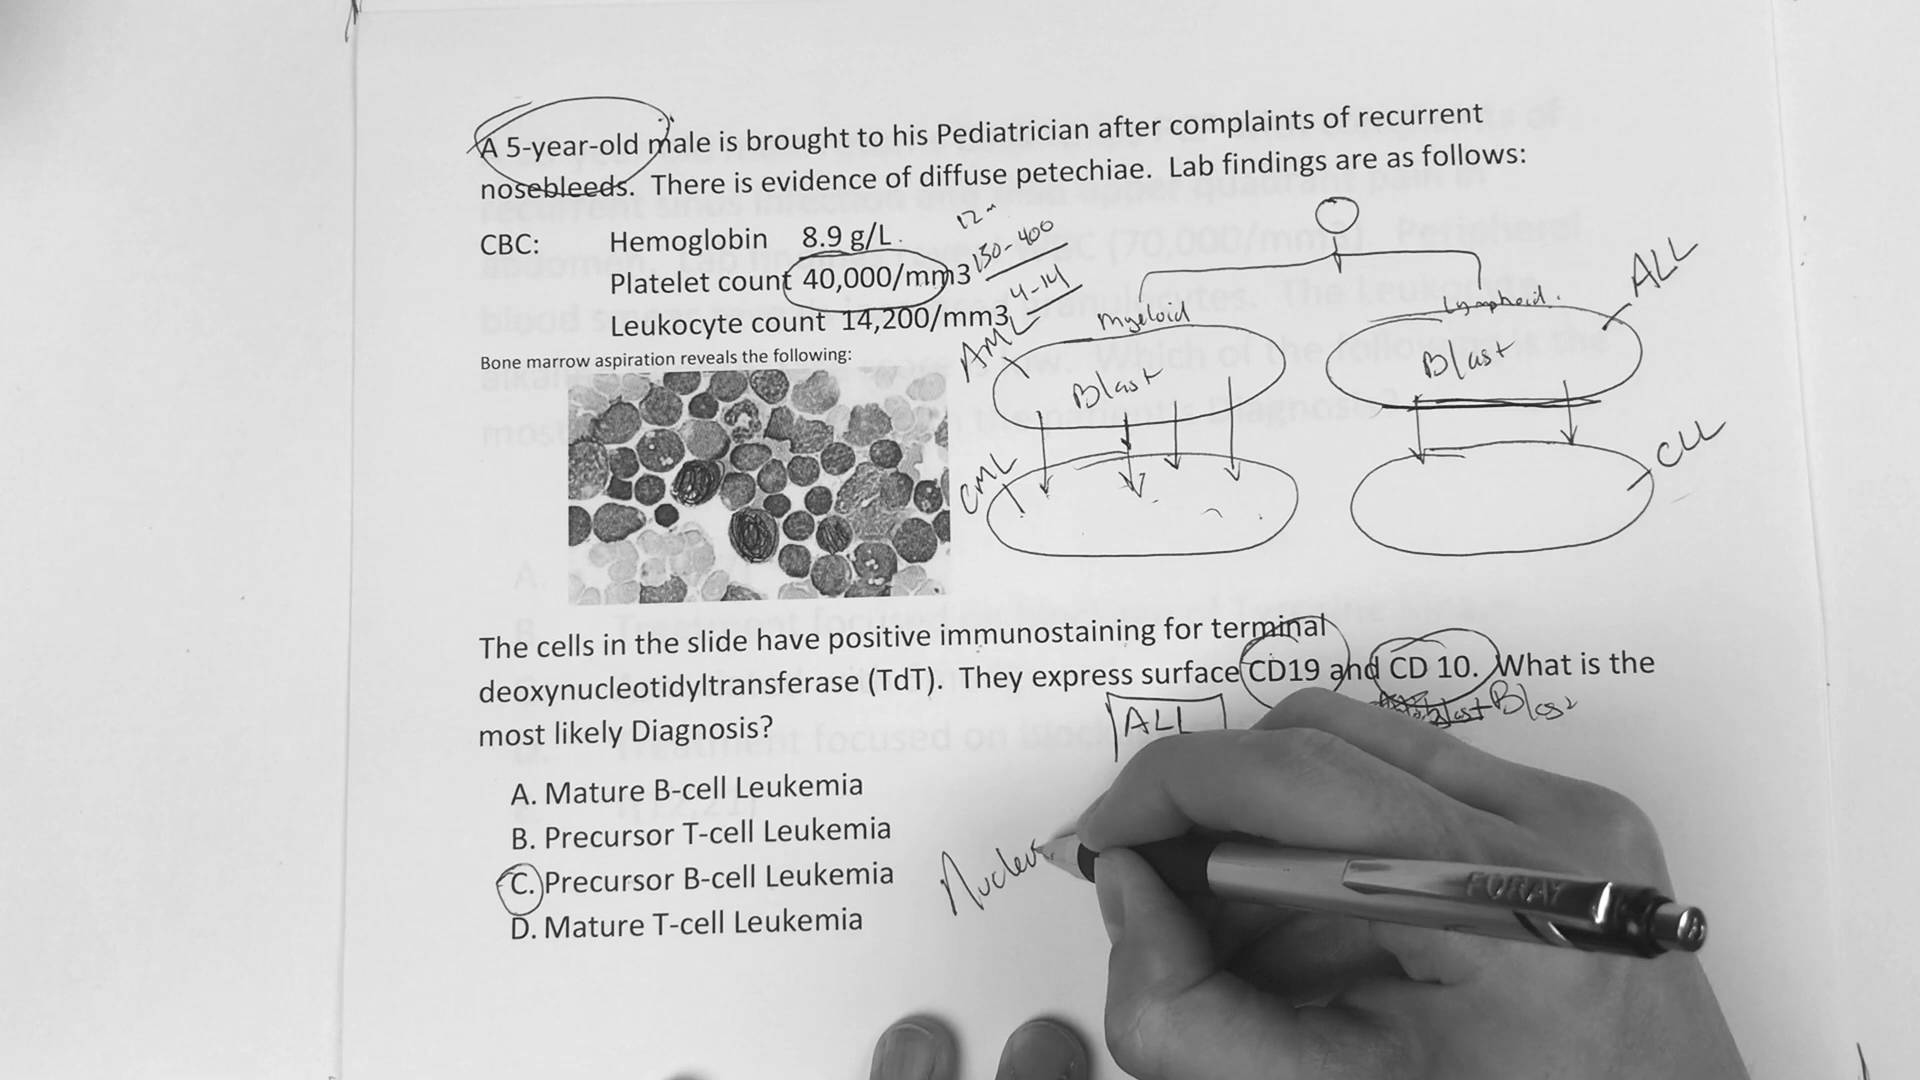 A 5-year-old male is brought to his Pediatrician after complaints of recurrent
nosebleeds. There is evidence of diffuse petechiae. Lab findings are as follows:
CBC: Hemoglobin 8.9 g/L
12
Platelet count 40,000/mm3 150-400
Leukocyte count 14,200/mm3 4-14
Bone marrow aspiration reveals the following:
Myeloid
Lymphoid
AML
ALL
Blast
Blast
CML
CLL
The cells in the slide have positive immunostaining for terminal
deoxynucleotidyltransferase (TdT). They express surface CD19 and CD 10. What is the
most likely Diagnosis?
ALL
A. Mature B-cell Leukemia
B. Precursor T-cell Leukemia
C. Precursor B-cell Leukemia
D. Mature T-cell Leukemia
FORAY